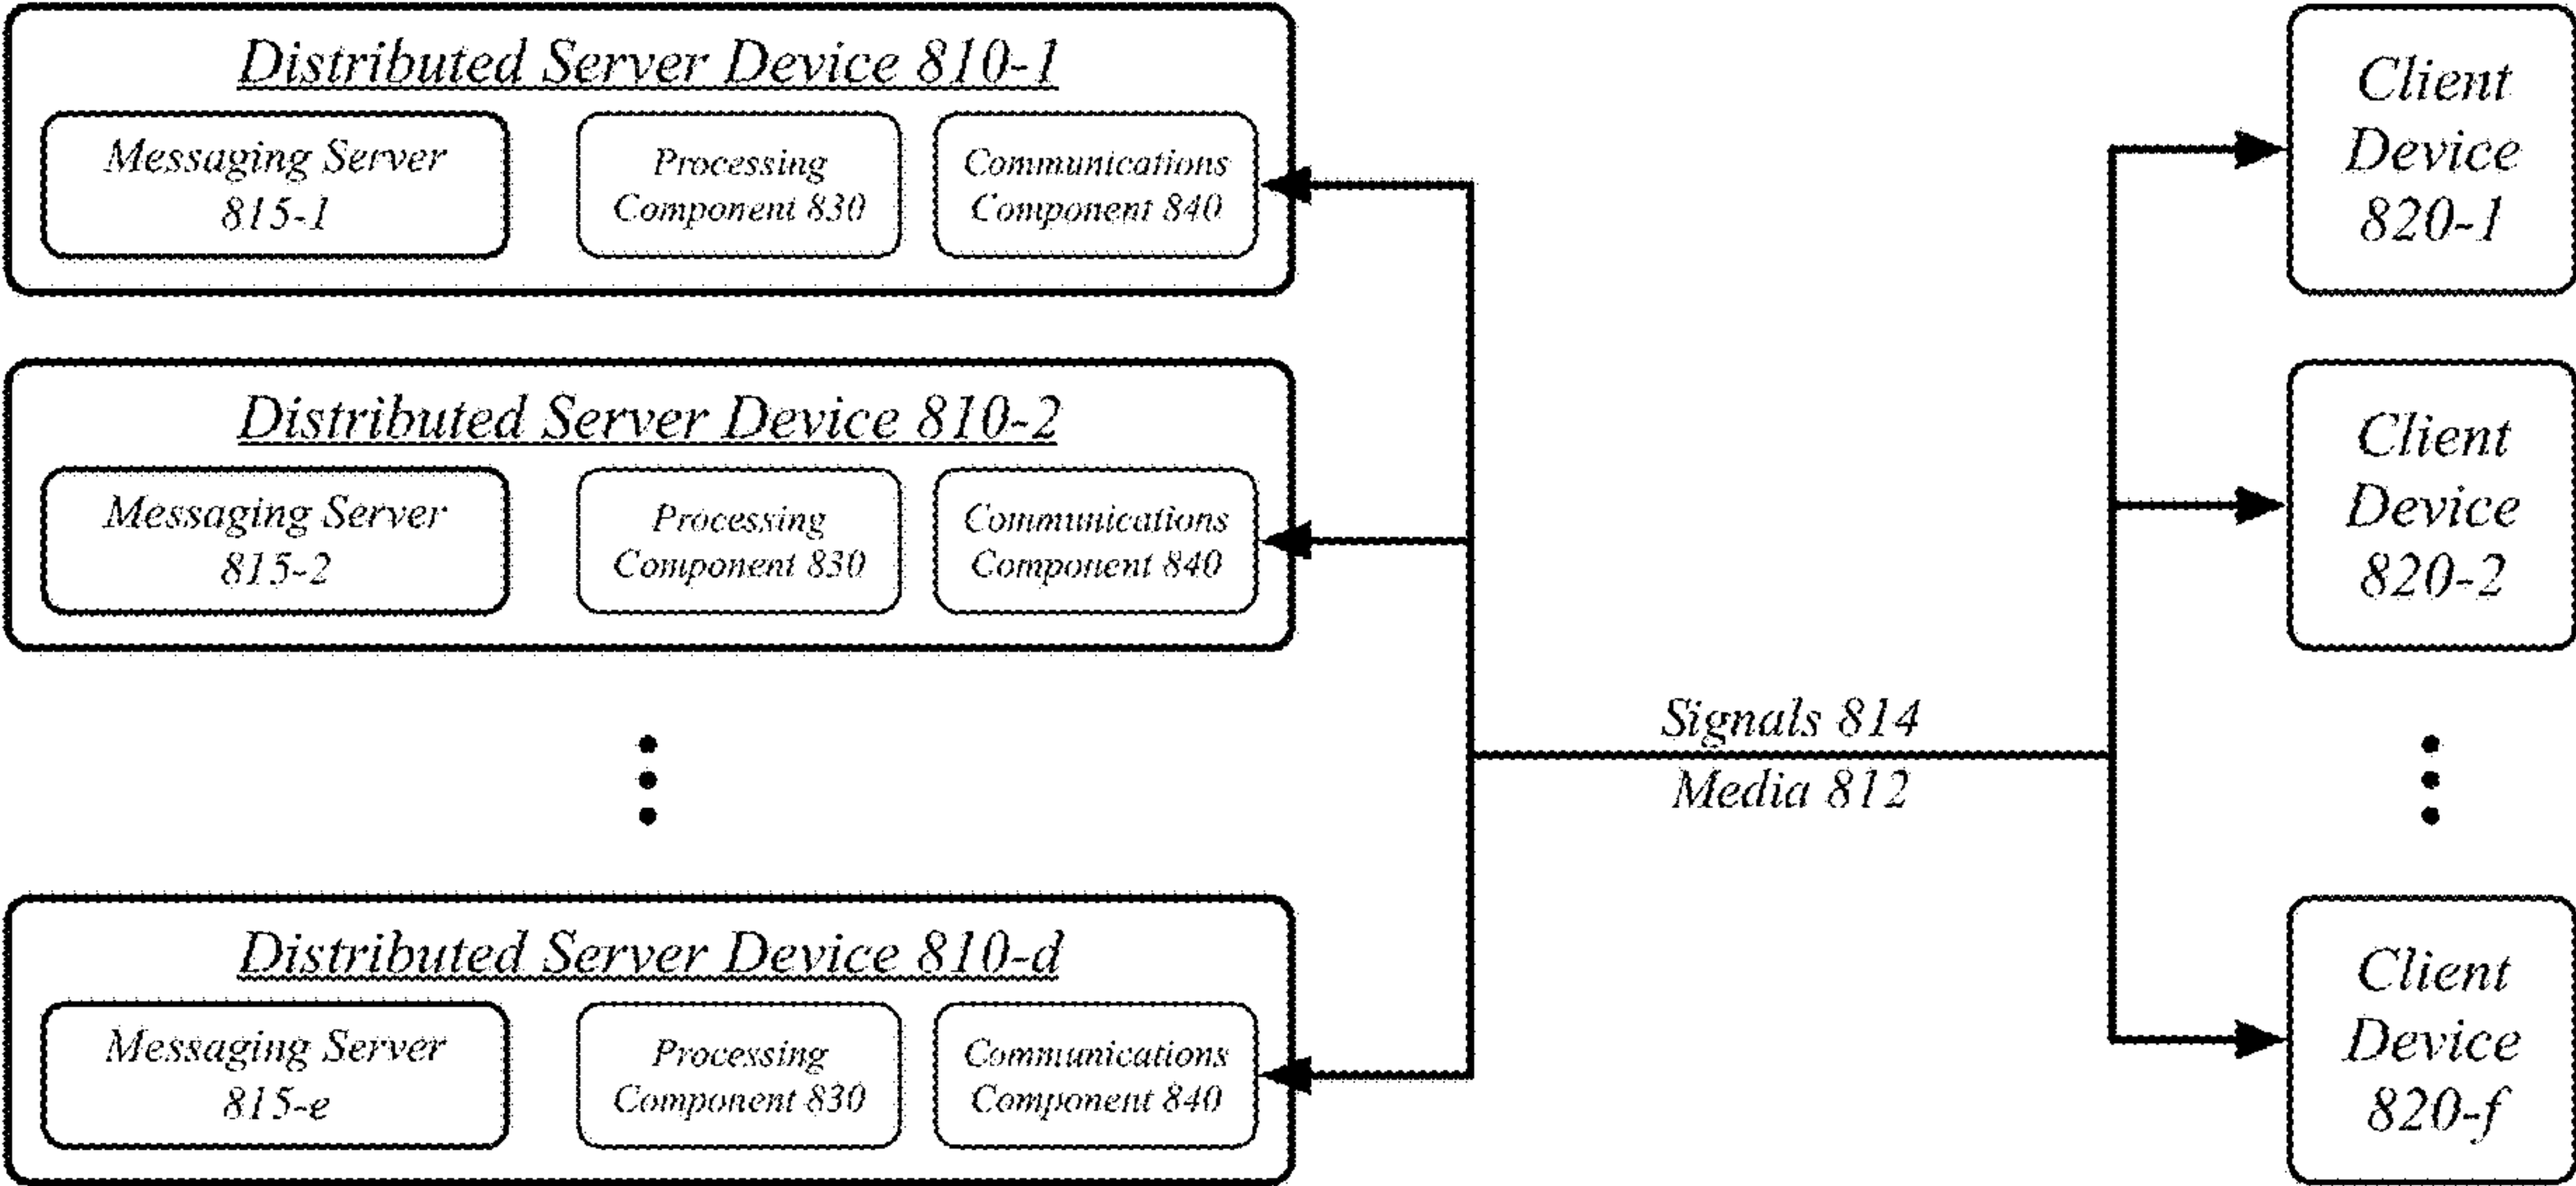 Distributed Server Device 810-1
Messaging Server
815-1
Processing
Component 830
Communications
Component 840
Distributed Server Device 810-2
Messaging Server
815-2
Processing
Component 830
Communications
Component 840
Distributed Server Device 810-d
Messaging Server
815-e
Processing
Component 830
Communications
Component 840
Signals 814
Media 812
Client
Device
820-1
Client
Device
820-2
Client
Device
820-f